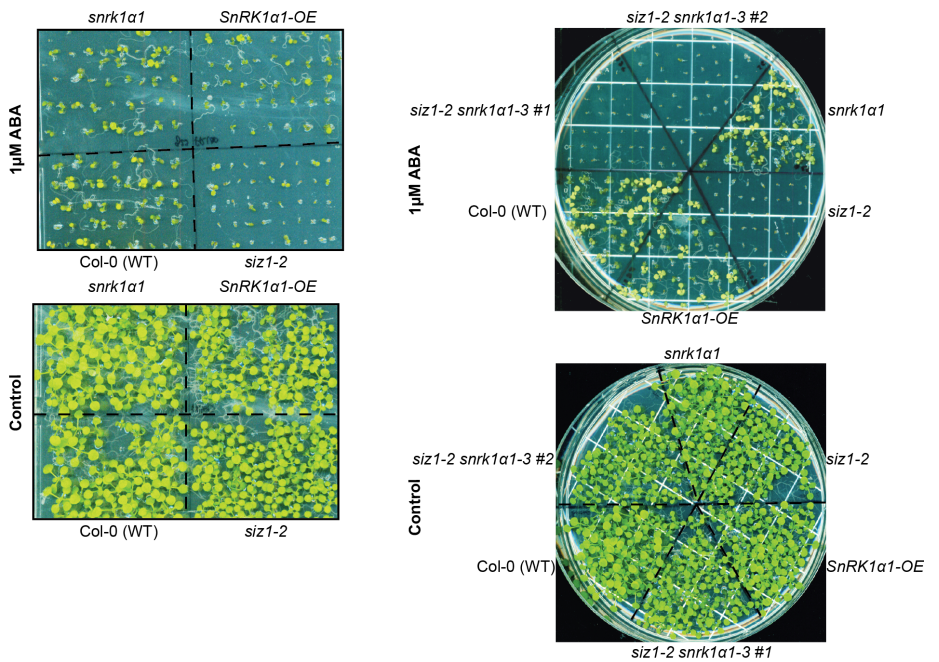 snrk1α1 SnRK1α1-OE
1µM ABA
Col-0 (WT) siz1-2
snrk1α1 SnRK1α1-OE
Control
Col-0 (WT) siz1-2
siz1-2 snrk1α1-3 #2
siz1-2 snrk1α1-3 #1 snrk1α1
1µM ABA
Col-0 (WT) siz1-2
SnRK1α1-OE
snrk1α1
siz1-2 snrk1α1-3 #2 siz1-2
Control
Col-0 (WT) SnRK1α1-OE
siz1-2 snrk1α1-3 #1